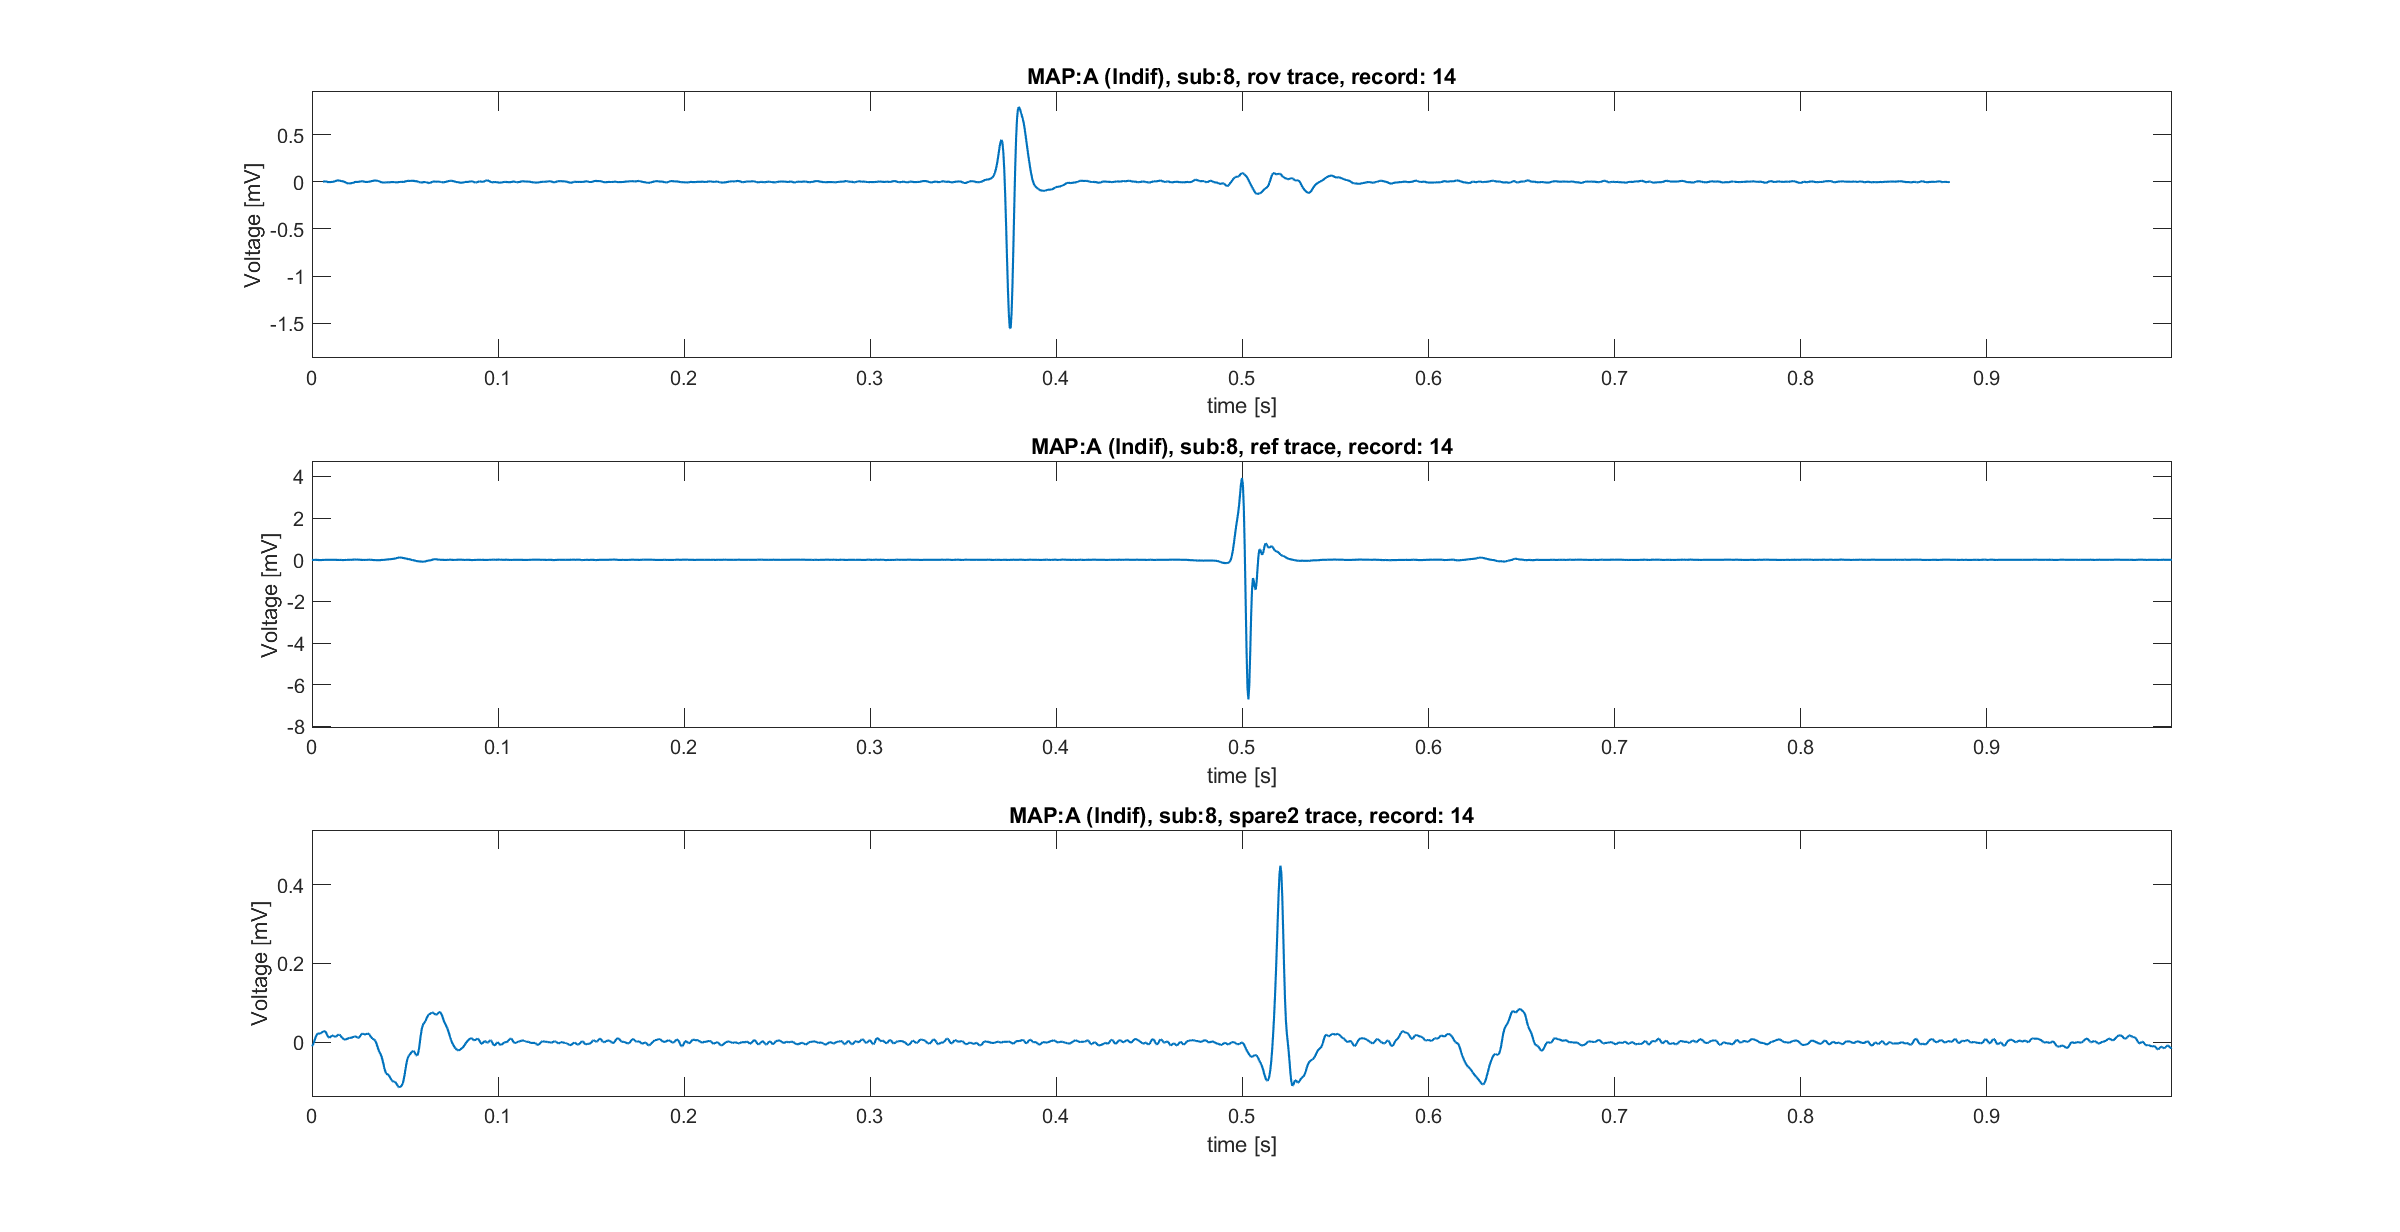 MAP:A (Indif), sub:8, rov trace, record: 14
Voltage [mV]
0.5
0
-0.5
-1
-1.5
0 0.1 0.2 0.3 0.4 0.5 0.6 0.7 0.8 0.9
time [s]
MAP:A (Indif), sub:8, ref trace, record: 14
Voltage [mV]
4
2
0
-2
-4
-6
-8
0 0.1 0.2 0.3 0.4 0.5 0.6 0.7 0.8 0.9
time [s]
MAP:A (Indif), sub:8, spare2 trace, record: 14
Voltage [mV]
0.4
0.2
0
0 0.1 0.2 0.3 0.4 0.5 0.6 0.7 0.8 0.9
time [s]